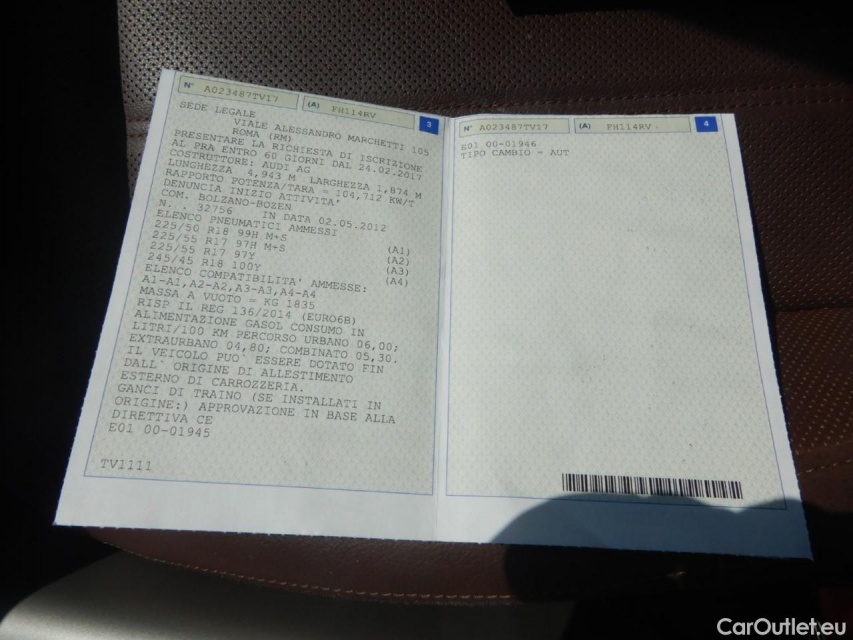 N° A023487TV17 (A) FH114RV 3
SEDE LEGALE
VIALE ALESSANDRO MARCHETTI 105
ROMA (RM)
PRESENTARE LA RICHIESTA DI ISCRIZIONE
AL PRA ENTRO 60 GIORNI DAL 24.02.2017
COSTRUTTORE: AUDI AG
LUNGHEZZA 4,943 M LARGHEZZA 1,874 M
RAPPORTO POTENZA/TARA = 104,712 KW/T
DENUNCIA INIZIO ATTIVITA'
COM. BOLZANO-BOZEN
N. . 32756 IN DATA 02.05.2012
ELENCO PNEUMATICI AMMESSI
225/50 R18 99H M+S (A1)
225/55 R17 97H M+S (A2)
225/55 R17 97Y (A3)
245/45 R18 100Y (A4)
ELENCO COMPATIBILITA' AMMESSE:
A1-A1,A2-A2,A3-A3,A4-A4
MASSA A VUOTO = KG 1835
RISP IL REG 136/2014 (EURO6B)
ALIMENTAZIONE GASOL CONSUMO IN
LITRI/100 KM PERCORSO URBANO 06,00;
EXTRAURBANO 04,80; COMBINATO 05,30.
IL VEICOLO PUO' ESSERE DOTATO FIN
DALL' ORIGINE DI ALLESTIMENTO
ESTERNO DI CARROZZERIA.
GANCI DI TRAINO (SE INSTALLATI IN
ORIGINE:) APPROVAZIONE IN BASE ALLA
DIRETTIVA CE
E01 00-01945
TV1111
N° A023487TV17 (A) FH114RV 4
E01 00-01946
TIPO CAMBIO = AUT
CarOutlet.eu